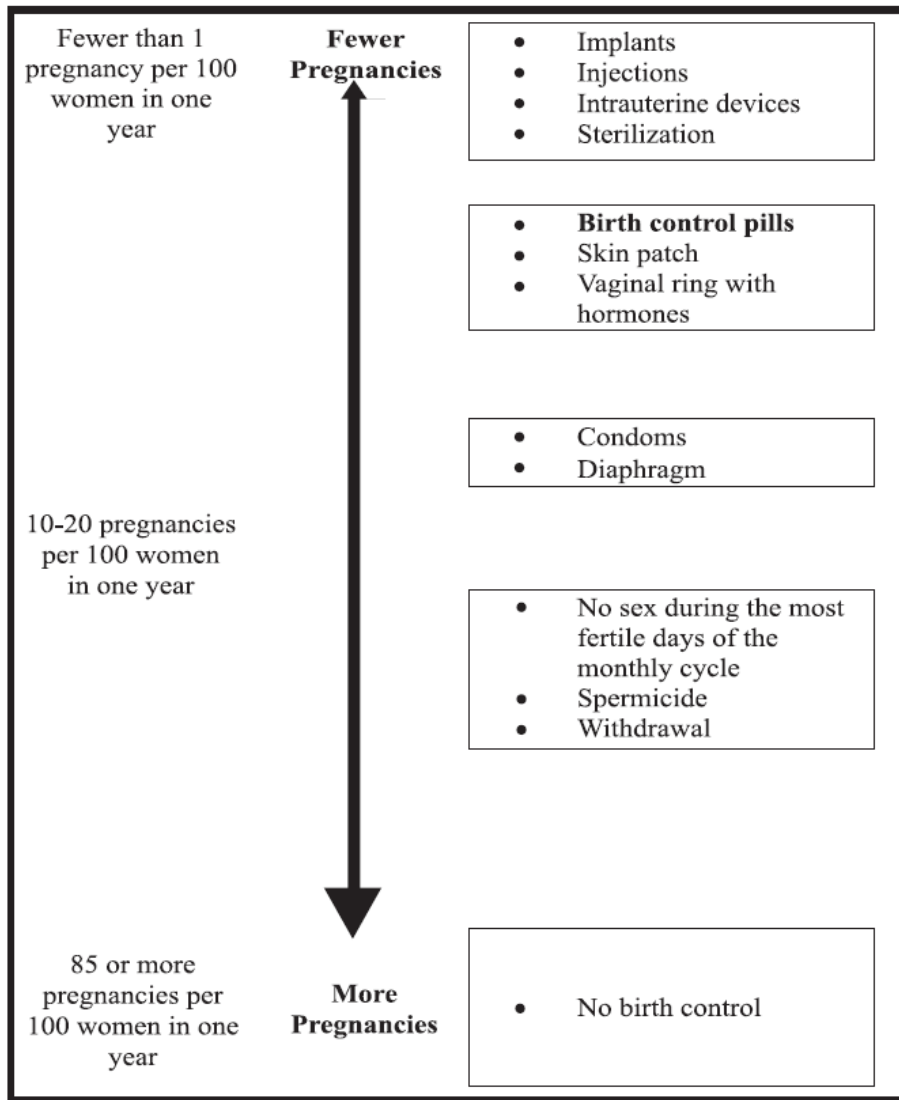 Fewer than 1
pregnancy per 100
women in one
year
Fewer
Pregnancies
• Implants
• Injections
• Intrauterine devices
• Sterilization
• Birth control pills
• Skin patch
• Vaginal ring with
hormones
• Condoms
• Diaphragm
10-20 pregnancies
per 100 women
in one year
• No sex during the most
fertile days of the
monthly cycle
• Spermicide
• Withdrawal
85 or more
pregnancies per
100 women in one
year
More
Pregnancies
• No birth control